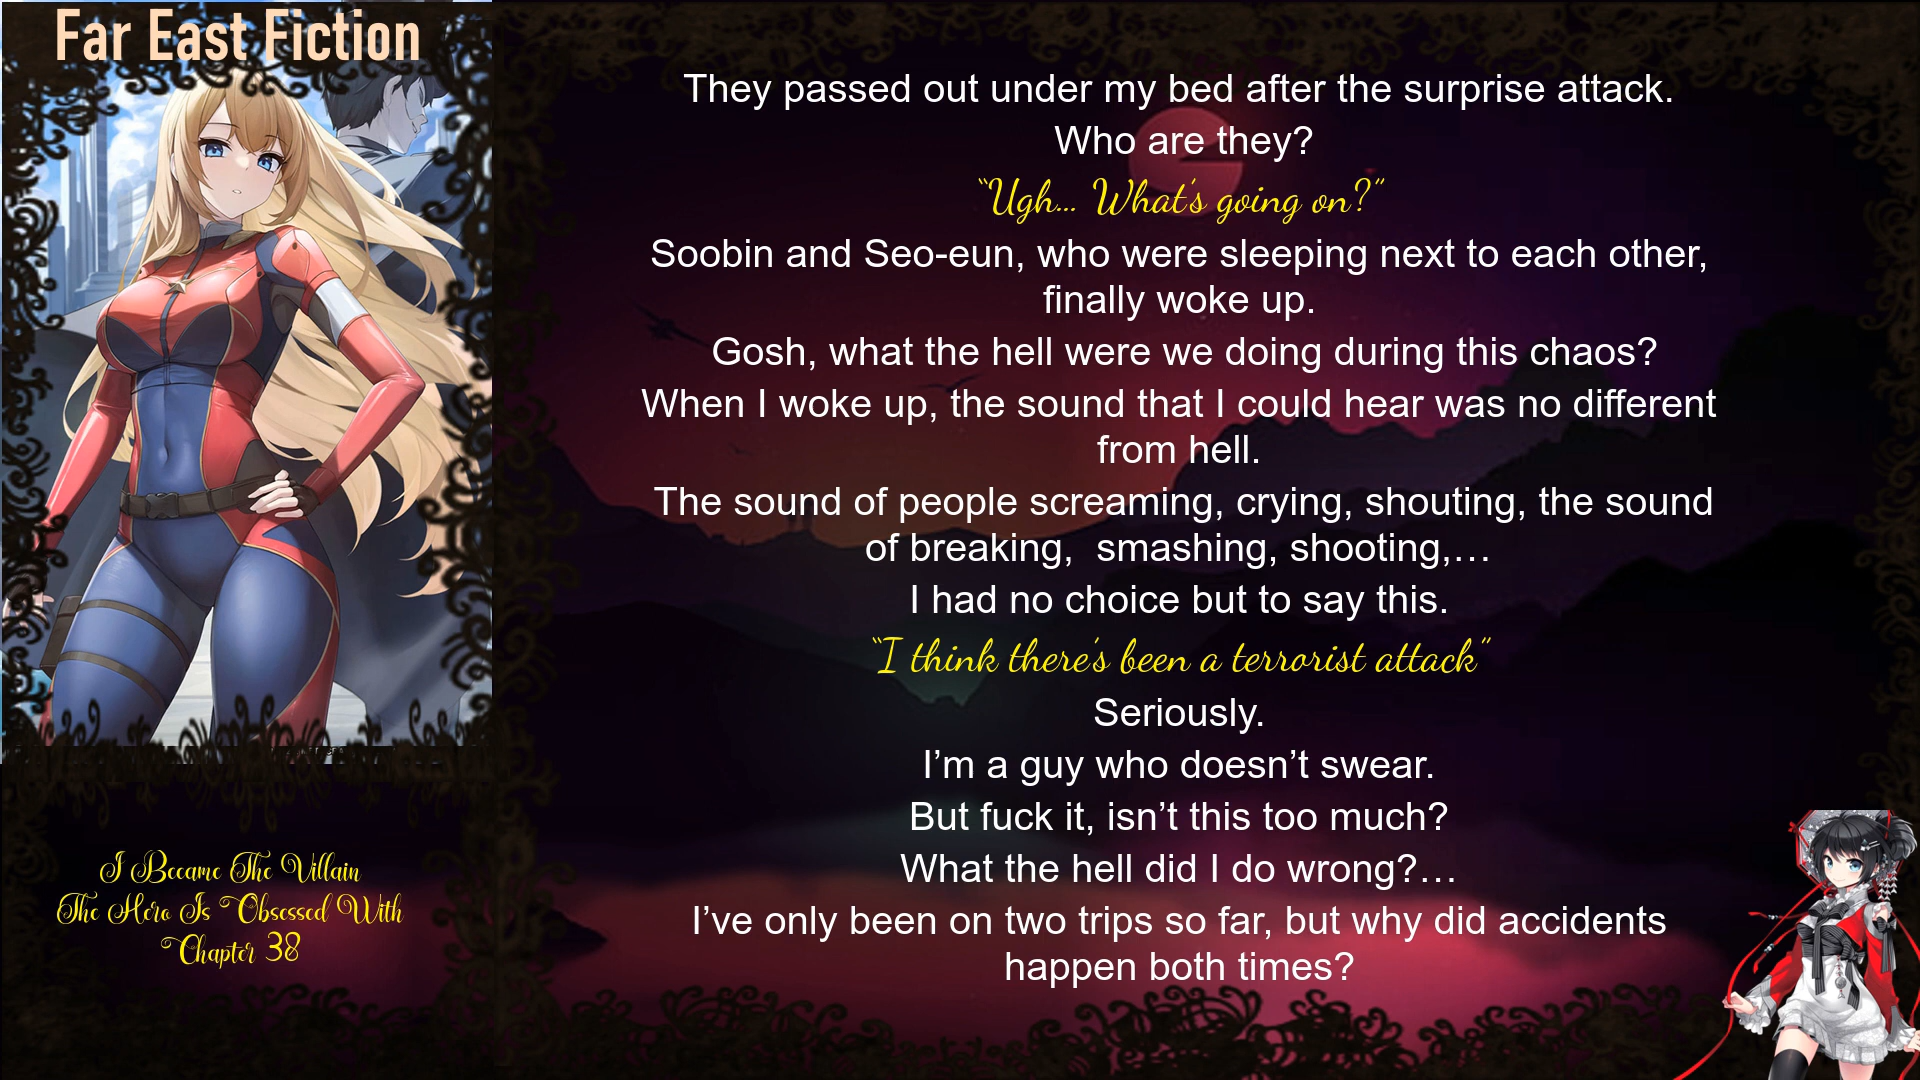 Far East Fiction
They passed out under my bed after the surprise attack.
Who are they?
“Ugh... What’s going on?”
Soobin and Seo-eun, who were sleeping next to each other,
finally woke up.
Gosh, what the hell were we doing during this chaos?
When I woke up, the sound that I could hear was no different
from hell.
The sound of people screaming, crying, shouting, the sound
of breaking,  smashing, shooting,…
I had no choice but to say this.
“I think there’s been a terrorist attack”
Seriously.
I’m a guy who doesn’t swear.
But fuck it, isn’t this too much?
What the hell did I do wrong?…
I’ve only been on two trips so far, but why did accidents
happen both times?
I Became The Villain
The Hero Is Obsessed With
Chapter 38